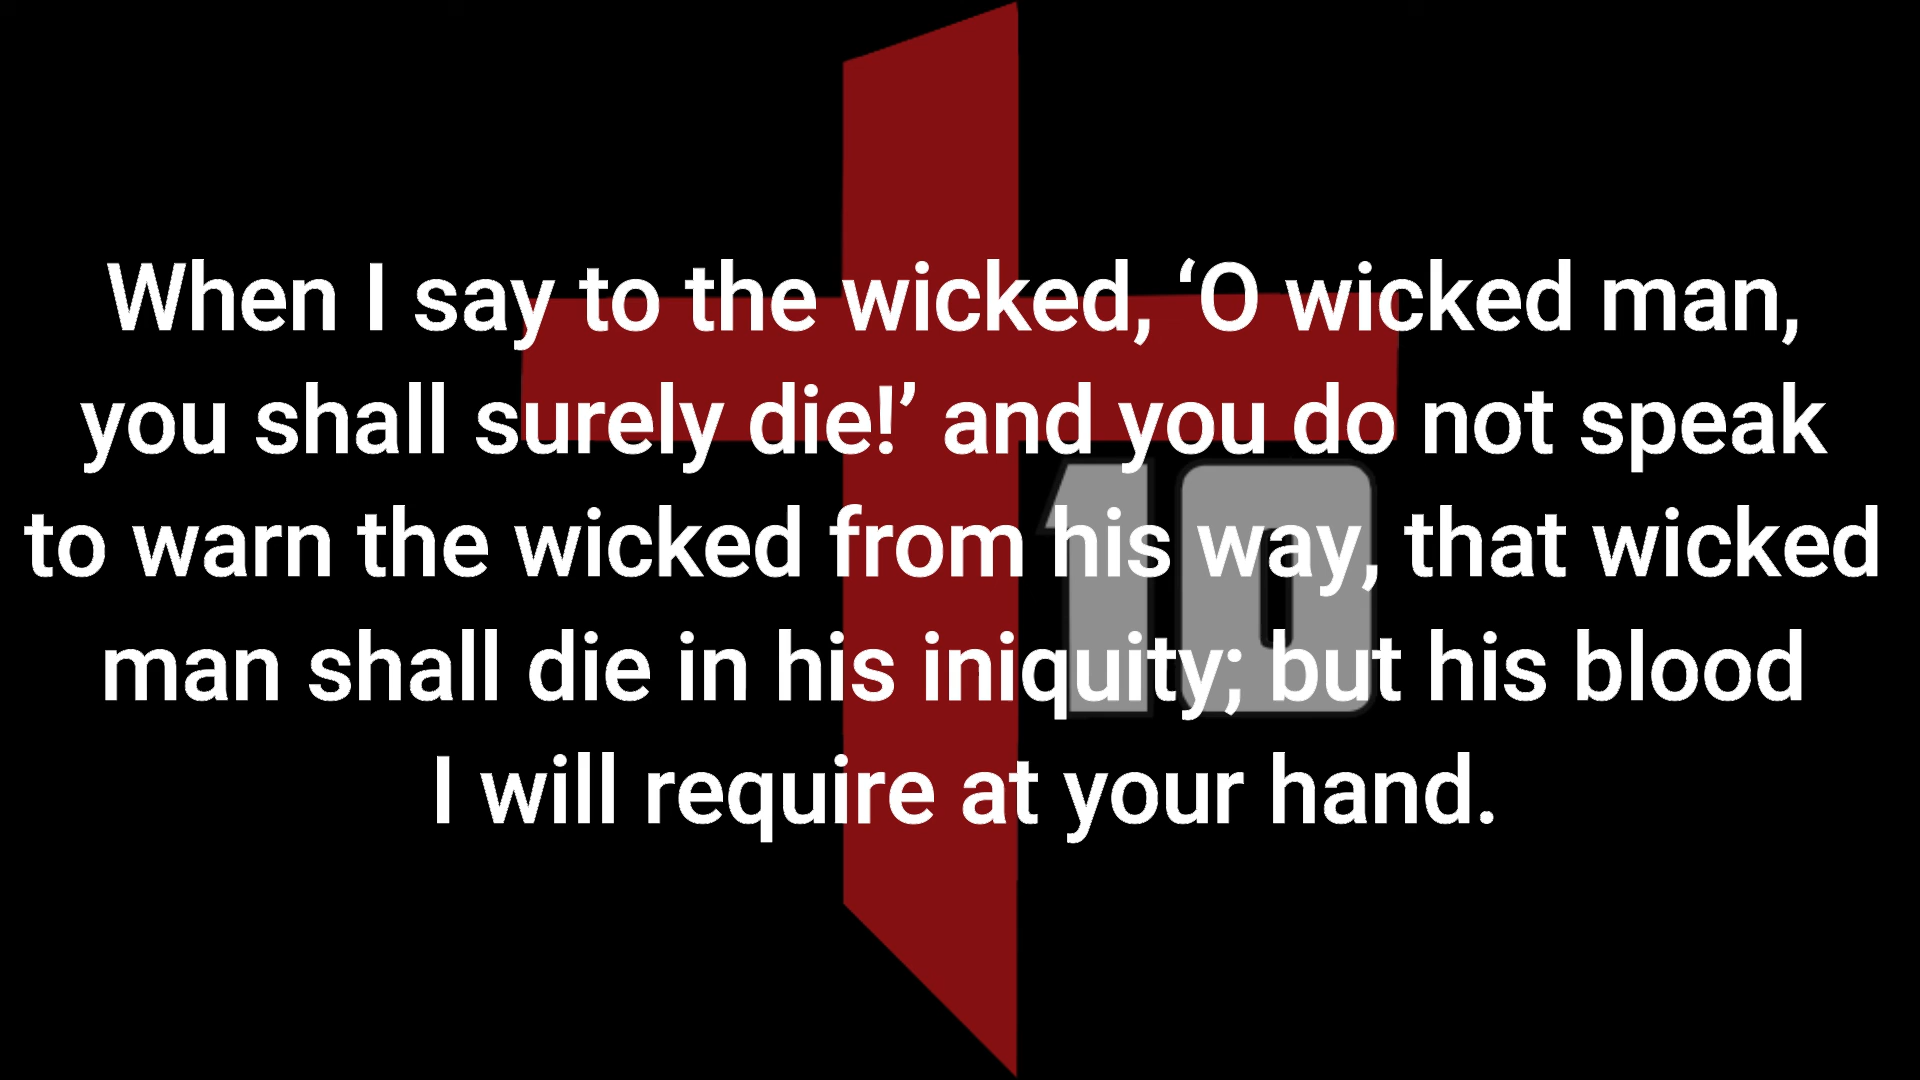 When I say to the wicked, ‘O wicked man,
you shall surely die!’ and you do not speak
to warn the wicked from his way, that wicked
man shall die in his iniquity; but his blood
I will require at your hand.
10